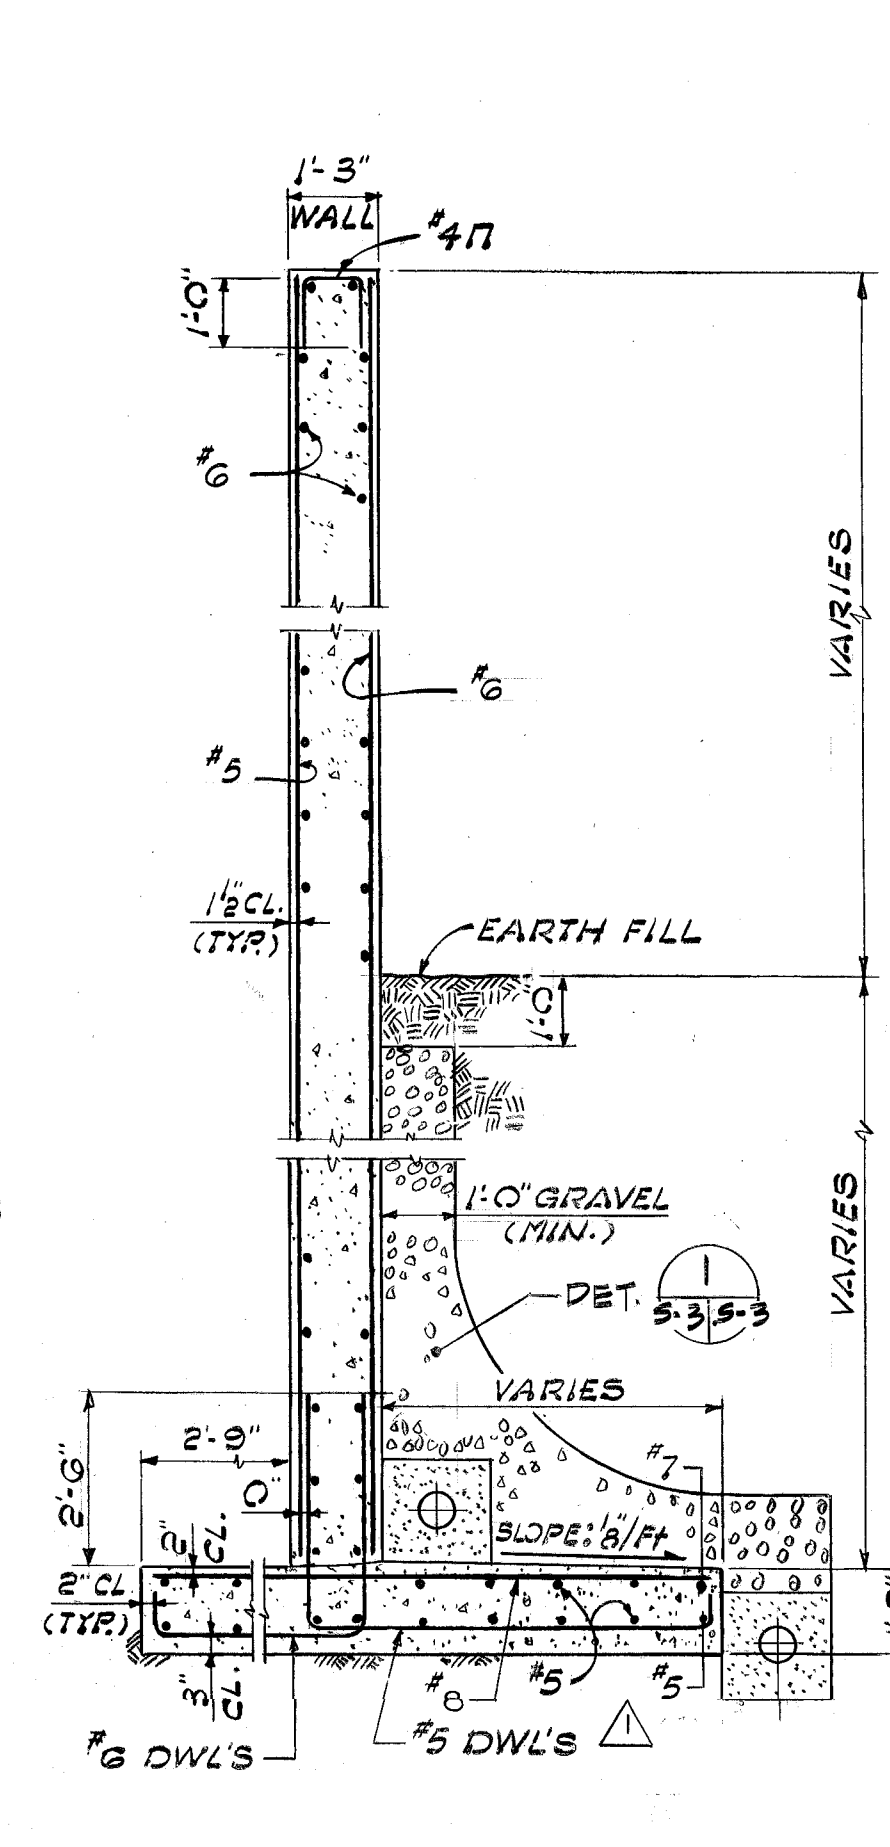 1'-3"
WALL
#4⊓
1'-0"
#6
VARIES
#6
#5
1½" CL.
(TYP.)
EARTH FILL
1'-0"
1'-0" GRAVEL
(MIN.)
VARIES
DET. 1
S-3 S-3
VARIES
2'-9"
2'-6"
#7
0"
2" CL.
SLOPE: 1/8"/Ft
2" CL
(TYP.)
3" CL.
#8
#5
#5
#6 DWL'S
#5 DWL'S
1